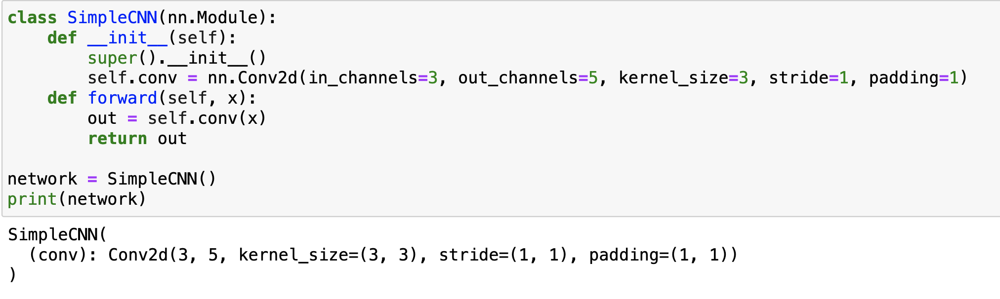 class SimpleCNN(nn.Module):
    def __init__(self):
        super().__init__()
        self.conv = nn.Conv2d(in_channels=3, out_channels=5, kernel_size=3, stride=1, padding=1)
    def forward(self, x):
        out = self.conv(x)
        return out

network = SimpleCNN()
print(network)
SimpleCNN(
  (conv): Conv2d(3, 5, kernel_size=(3, 3), stride=(1, 1), padding=(1, 1))
)